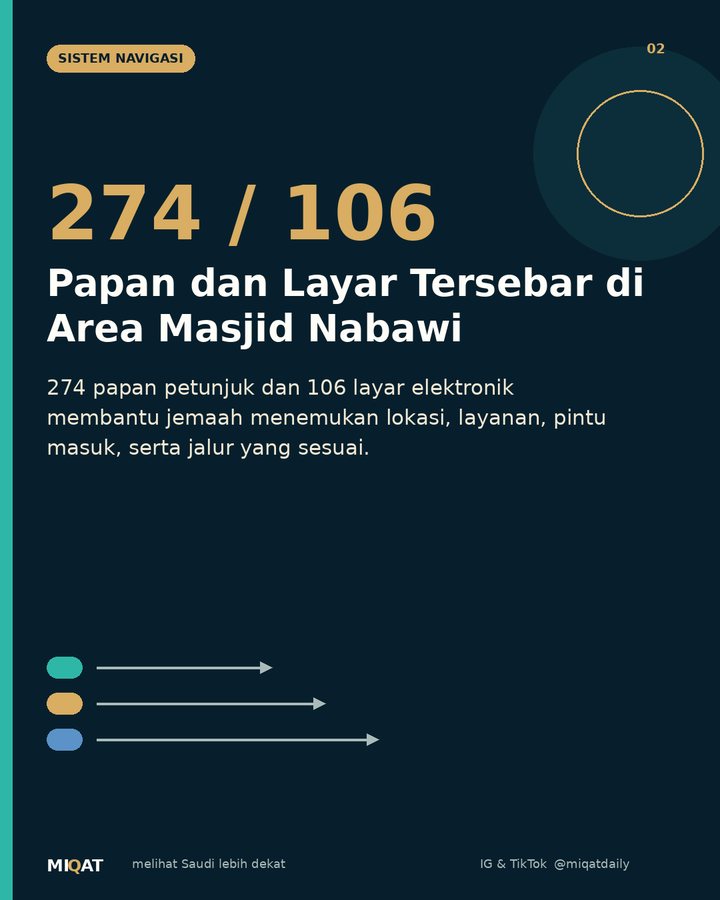 SISTEM NAVIGASI
02
274 / 106
Papan dan Layar Tersebar di
Area Masjid Nabawi
274 papan petunjuk dan 106 layar elektronik
membantu jemaah menemukan lokasi, layanan, pintu
masuk, serta jalur yang sesuai.
MIQAT
melihat Saudi lebih dekat
IG & TikTok @miqatdaily